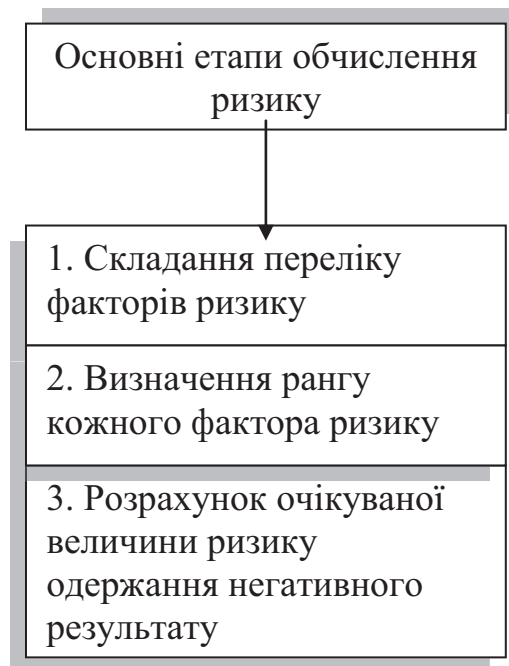 Основні етапи обчислення
ризику
1. Складання переліку
факторів ризику
2. Визначення рангу
кожного фактора ризику
3. Розрахунок очікуваної
величини ризику
одержання негативного
результату